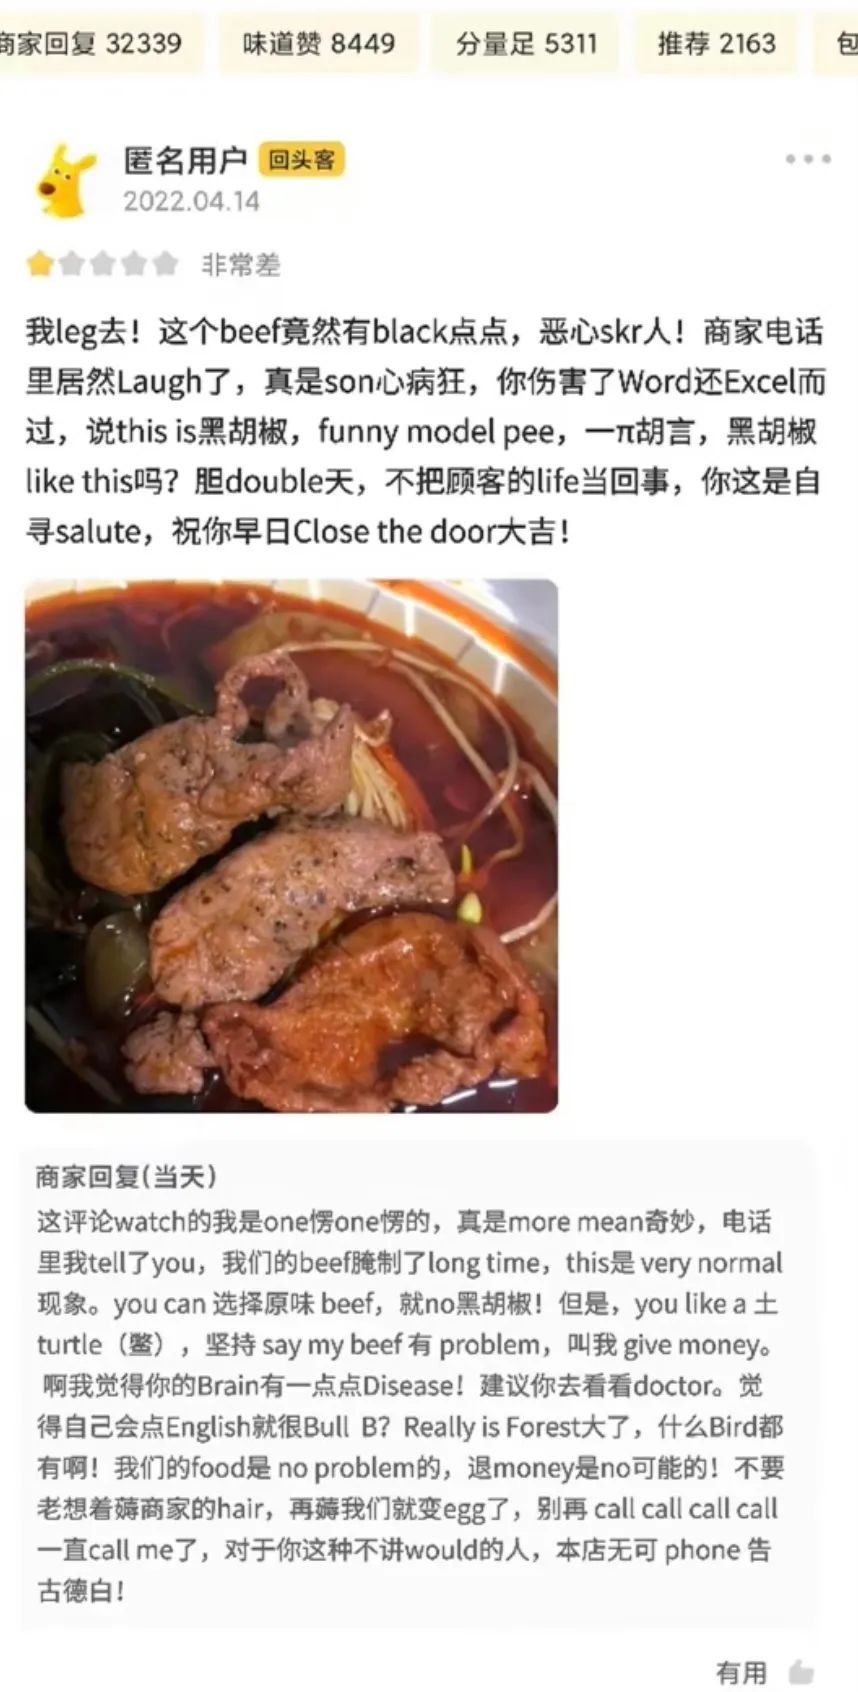 商家回复 32339 味道赞 8449 分量足 5311 推荐 2163 包
匿名用户 回头客
2022.04.14
非常差
我leg去！这个beef竟然有black点点，恶心skr人！商家电话
里居然Laugh了，真是son心病狂，你伤害了Word还Excel而
过，说this is黑胡椒，funny model pee，一π胡言，黑胡椒
like this吗？胆double天，不把顾客的life当回事，你这是自
寻salute，祝你早日Close the door大吉！
商家回复(当天)
这评论watch的我是one愣one愣的，真是more mean奇妙，电话
里我tell了you，我们的beef腌制了long time，this是 very normal
现象。you can 选择原味 beef，就no黑胡椒！但是，you like a 土
turtle（鳖），坚持 say my beef 有 problem，叫我 give money。
啊我觉得你的Brain有一点点Disease！建议你去看看doctor。觉
得自己会点English就很Bull B？Really is Forest大了，什么Bird都
有啊！我们的food是 no problem的，退money是no可能的！不要
老想着薅商家的hair，再薅我们就变egg了，别再 call call call call
一直call me了，对于你这种不讲would的人，本店无可 phone 告
古德白！
有用